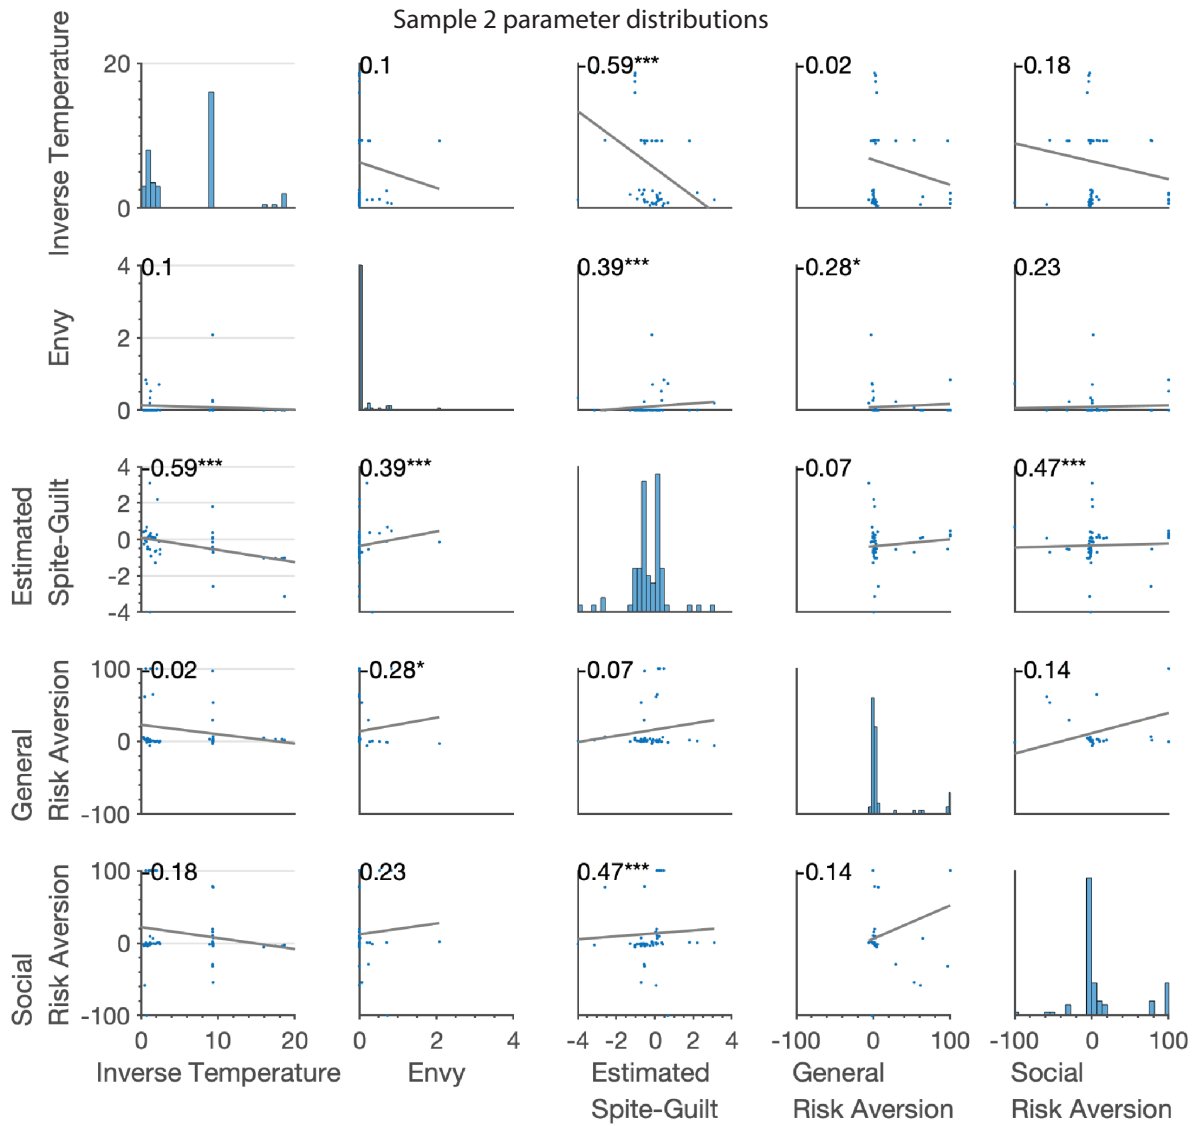 Sample 2 parameter distributions
Inverse Temperature
20
0
0.1
-0.59***
-0.02
-0.18
Envy
4
2
0
0.1
0.39***
-0.28*
0.23
Estimated
Spite-Guilt
4
2
0
-2
-4
-0.59***
0.39***
-0.07
0.47***
General
Risk Aversion
100
0
-100
-0.02
-0.28*
-0.07
-0.14
Social
Risk Aversion
100
0
-100
-0.18
0.23
0.47***
-0.14
0 10 20
0 2 4
-4 -2 0 2 4
-100 0 100
-100 0 100
Inverse Temperature
Envy
Estimated
Spite-Guilt
General
Risk Aversion
Social
Risk Aversion